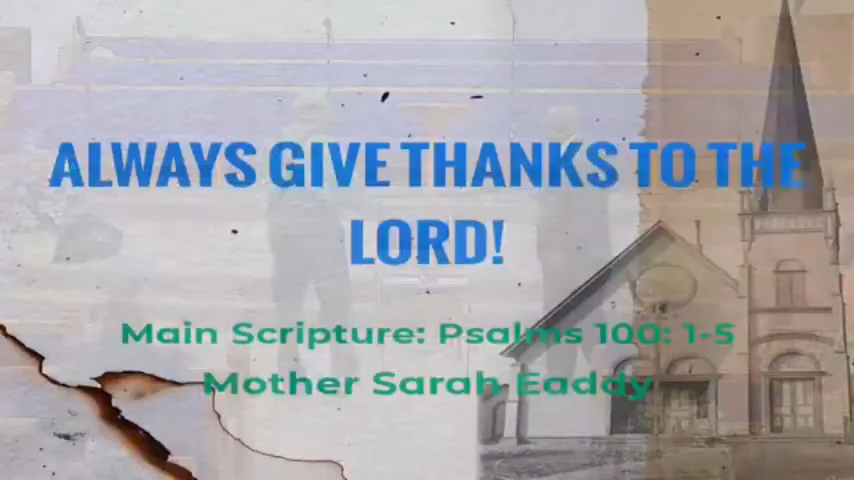 ALWAYS GIVE THANKS TO THE
LORD!
Main Scripture: Psalms 100: 1-5
Mother Sarah Eaddy